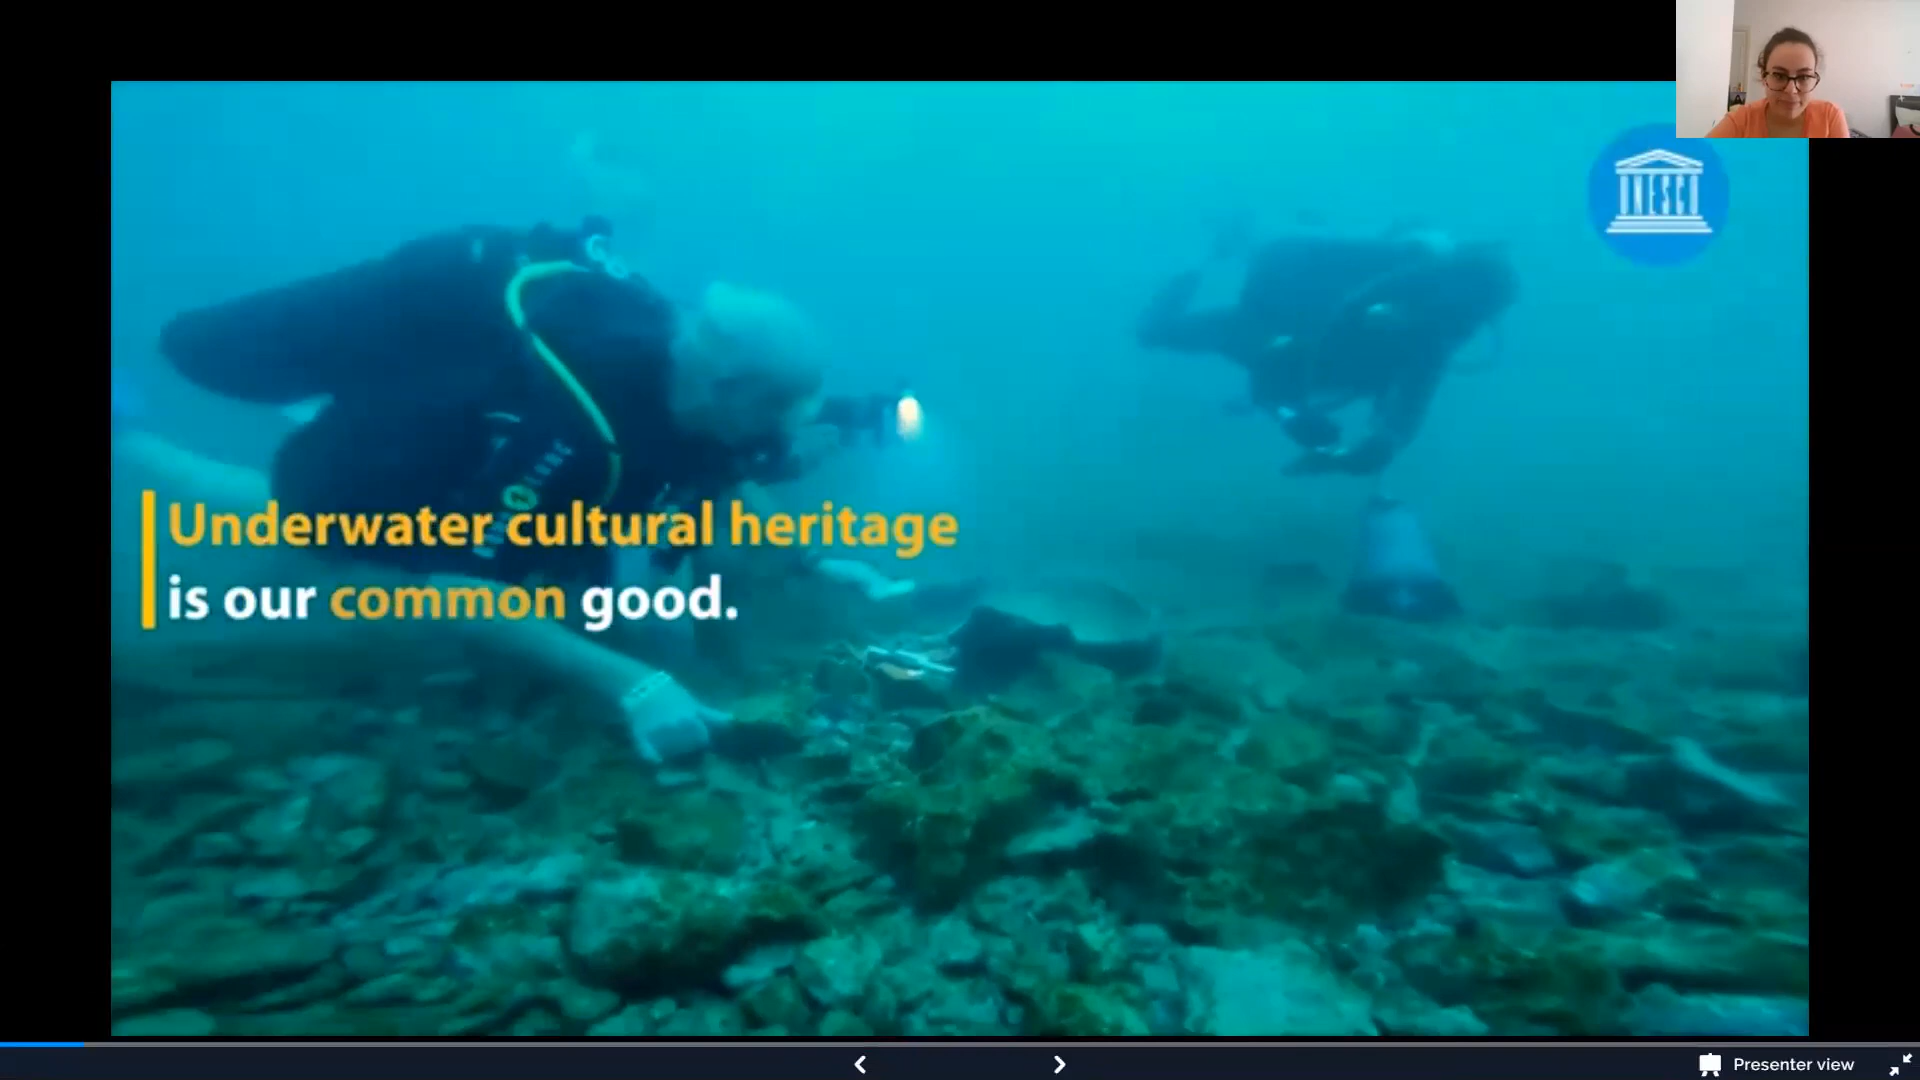 UNESCO
Underwater cultural heritage
is our common good.
Presenter view